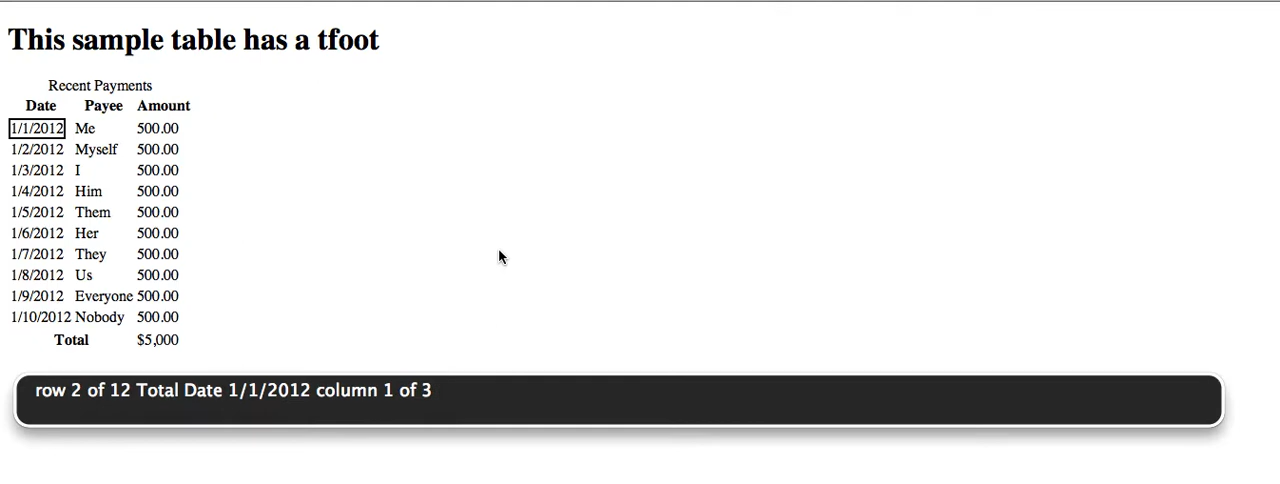 This sample table has a tfoot
Recent Payments
Date Payee Amount
1/1/2012 Me 500.00
1/2/2012 Myself 500.00
1/3/2012 I 500.00
1/4/2012 Him 500.00
1/5/2012 Them 500.00
1/6/2012 Her 500.00
1/7/2012 They 500.00
1/8/2012 Us 500.00
1/9/2012 Everyone 500.00
1/10/2012 Nobody 500.00
Total $5,000
row 2 of 12 Total Date 1/1/2012 column 1 of 3